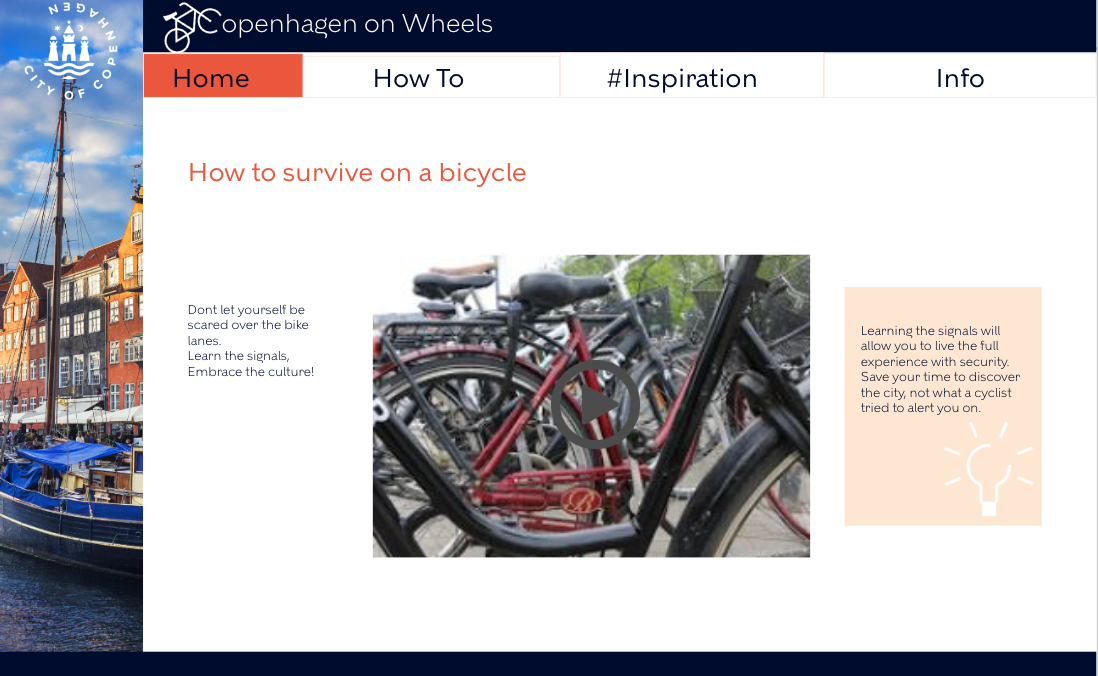 CITY OF COPENHAGEN
Copenhagen on Wheels
Home
How To
#Inspiration
Info
How to survive on a bicycle
Dont let yourself be
scared over the bike
lanes.
Learn the signals,
Embrace the culture!
Learning the signals will
allow you to live the full
experience with security.
Save your time to discover
the city, not what a cyclist
tried to alert you on.